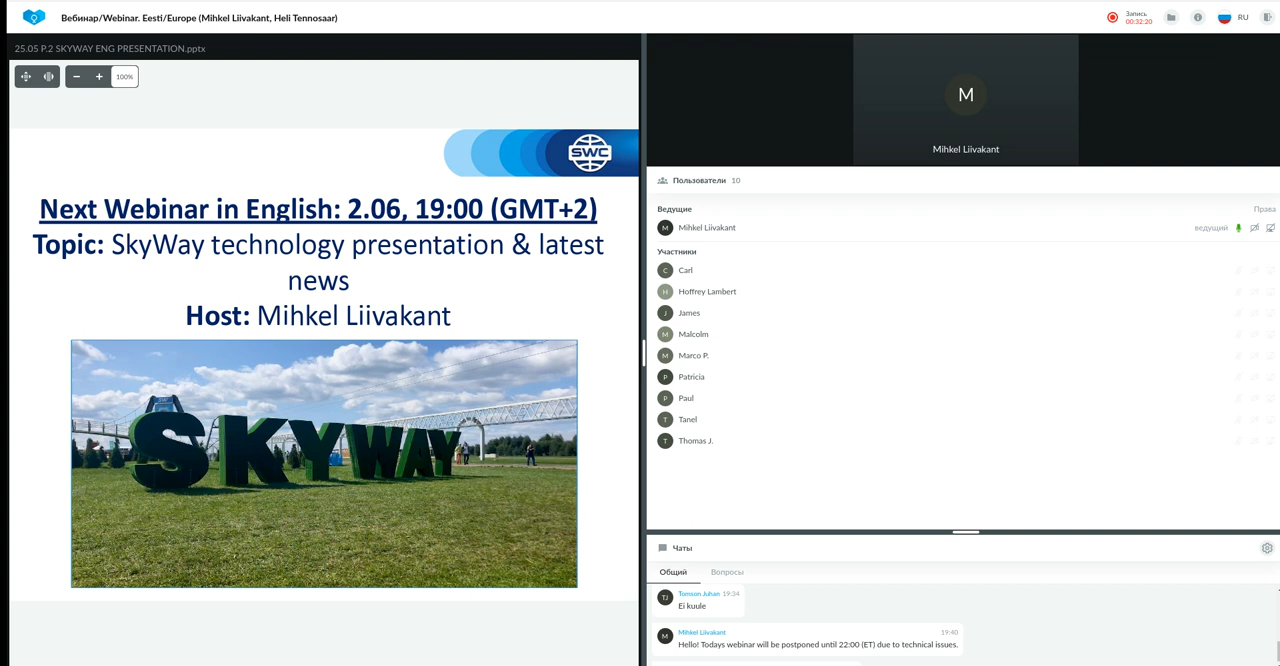 Вебинар/Webinar. Eesti/Europe (Mihkel Liivakant, Heli Tennosaar)
Запись
00:32:20
RU
25.05 P.2 SKYWAY ENG PRESENTATION.pptx
100%
SWC
Next Webinar in English: 2.06, 19:00 (GMT+2)
Topic: SkyWay technology presentation & latest
news
Host: Mihkel Liivakant
SKYWAY
M
Mihkel Liivakant
Пользователи 10
Ведущие
Права
M Mihkel Liivakant
ведущий
Участники
C Carl
H Hoffrey Lambert
J James
M Malcolm
M Marco P.
P Patricia
P Paul
T Tanel
T Thomas J.
Чаты
Общий
Вопросы
TJ Tomson Juhan 19:34
Ei kuule
M Mihkel Liivakant 19:40
Hello! Todays webinar will be postponed until 22:00 (ET) due to technical issues.